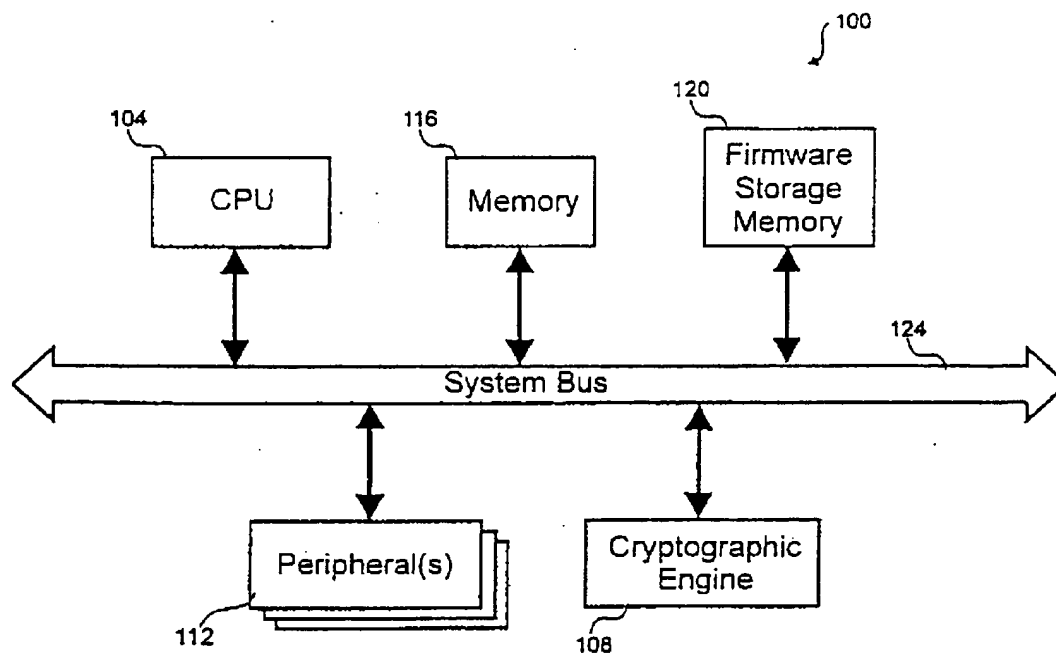 100
104
CPU
116
Memory
120
Firmware
Storage
Memory
124
System Bus
Peripheral(s)
112
Cryptographic
Engine
108